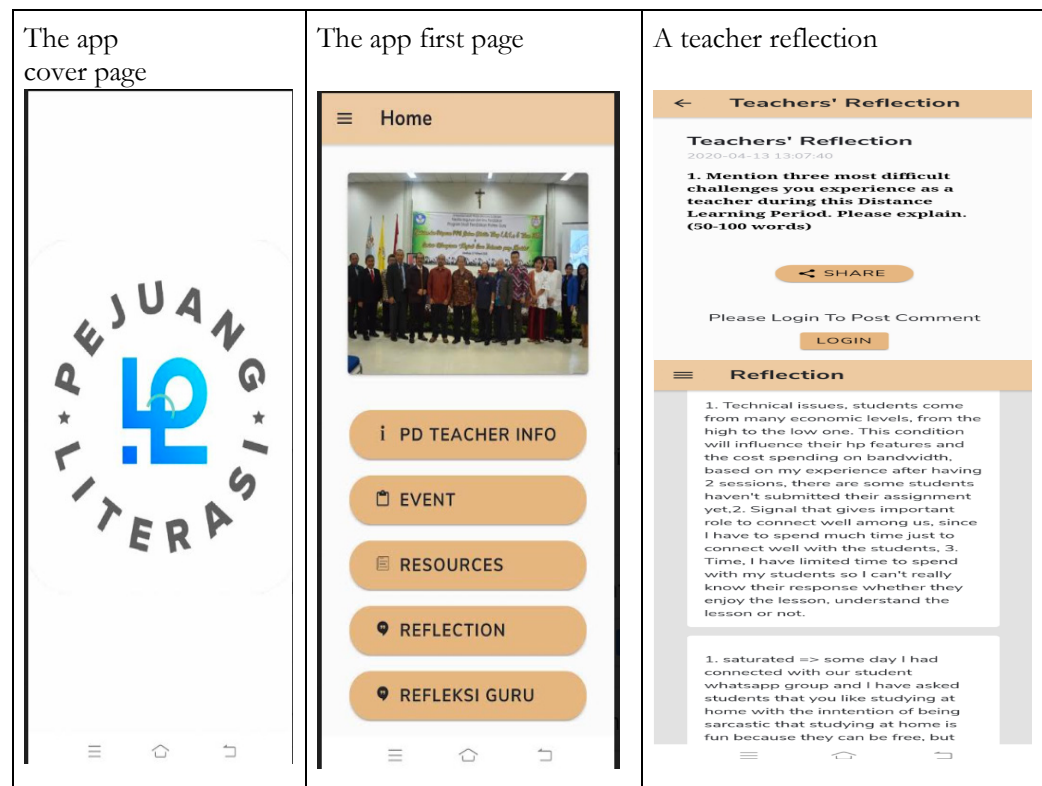 The app
cover page
PEJUANG
LITERASI
The app first page
Home
PD TEACHER INFO
EVENT
RESOURCES
REFLECTION
REFLEKSI GURU
A teacher reflection
Teachers' Reflection
Teachers' Reflection
2020-04-13 13:07:40
1. Mention three most difficult
challenges you experience as a
teacher during this Distance
Learning Period. Please explain.
(50-100 words)
SHARE
Please Login To Post Comment
LOGIN
Reflection
1. Technical issues, students come
from many economic levels, from the
high to the low one. This condition
will influence their hp features and
the cost spending on bandwidth,
based on my experience after having
2 sessions, there are some students
haven't submitted their assignment
yet,2. Signal that gives important
role to connect well among us, since
I have to spend much time just to
connect well with the students, 3.
Time, I have limited time to spend
with my students so I can't really
know their response whether they
enjoy the lesson, understand the
lesson or not.
1. saturated => some day I had
connected with our student
whatsapp group and I have asked
students that you like studying at
home with the inntention of being
sarcastic that studying at home is
fun because they can be free, but